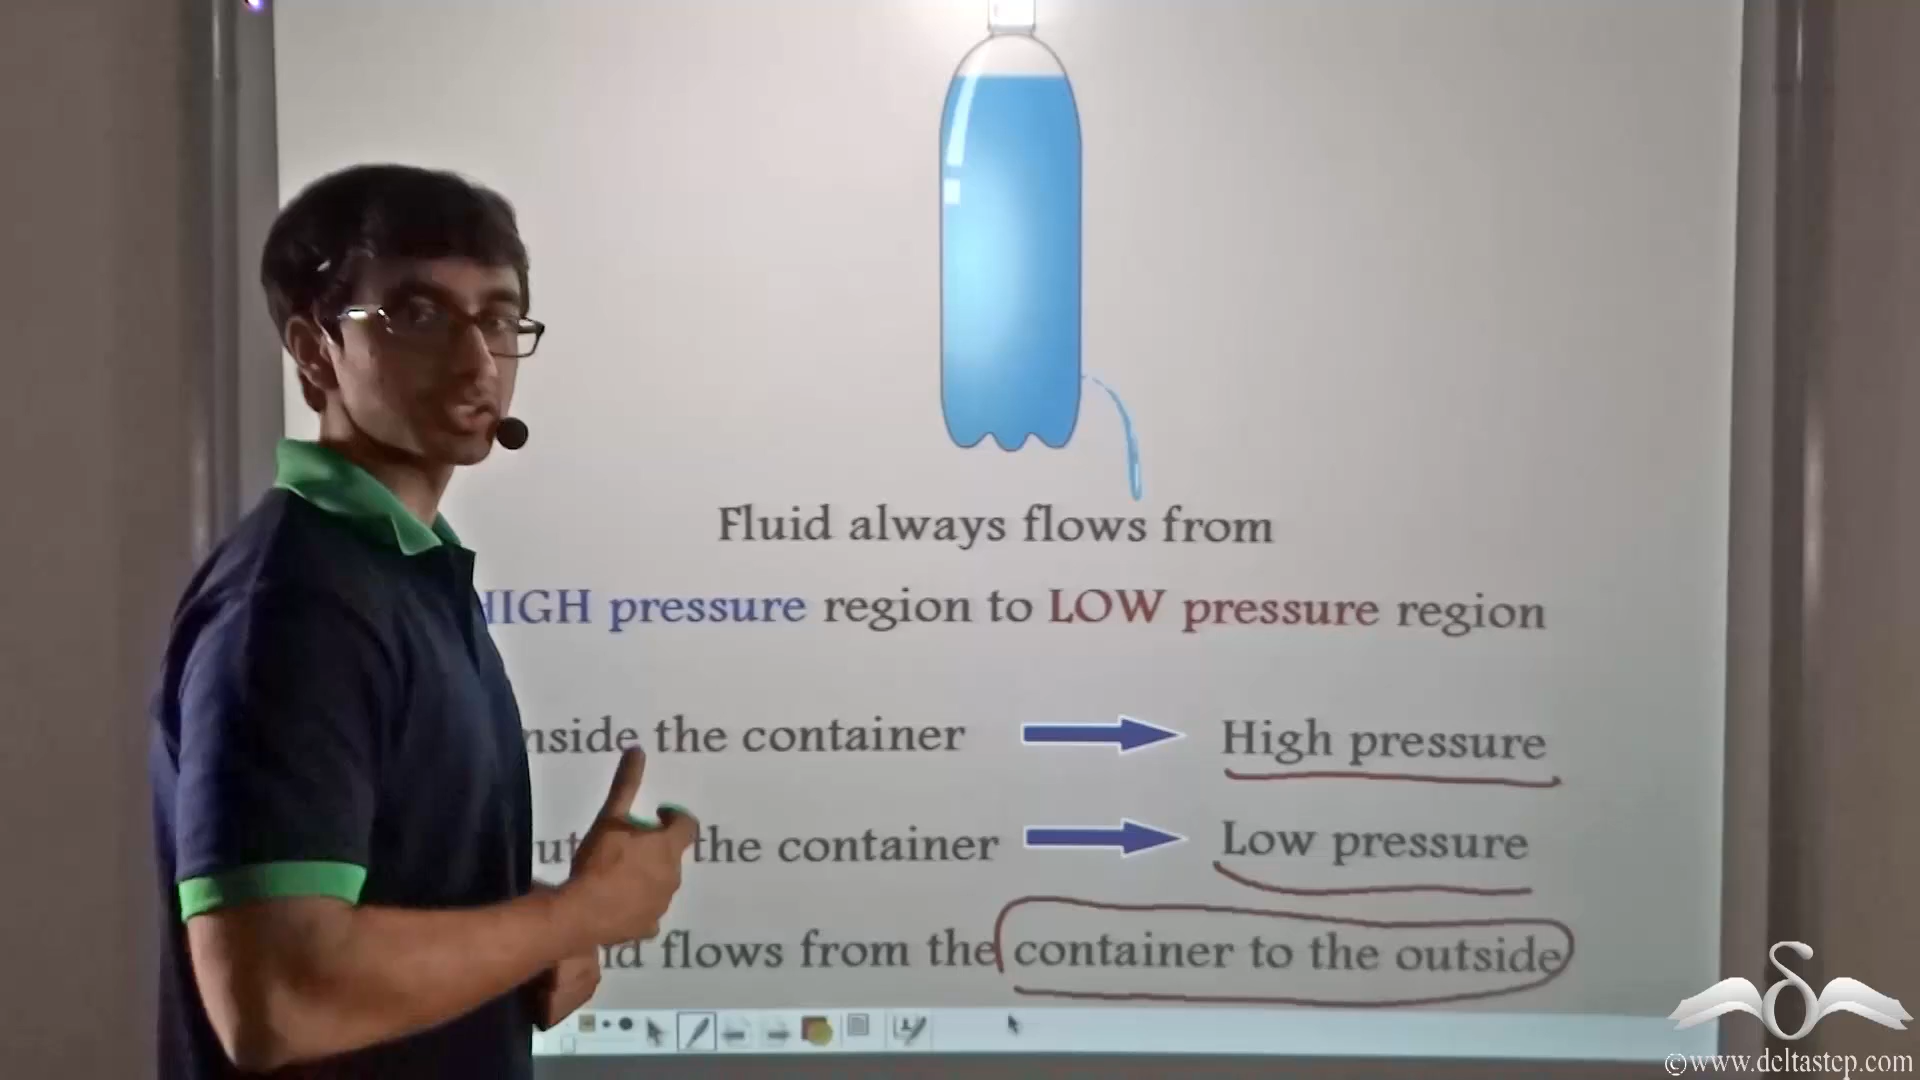 Fluid always flows from
HIGH pressure region to LOW pressure region
nside the container High pressure
the container Low pressure
flows from the container to the outside
©www.deltastep.com